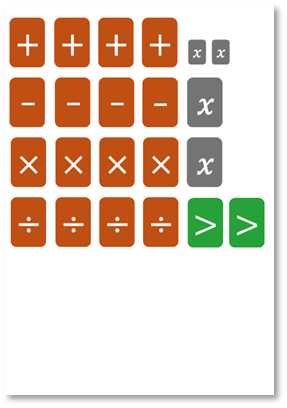 + + + + x x
− − − − x
× × × × x
÷ ÷ ÷ ÷ > >